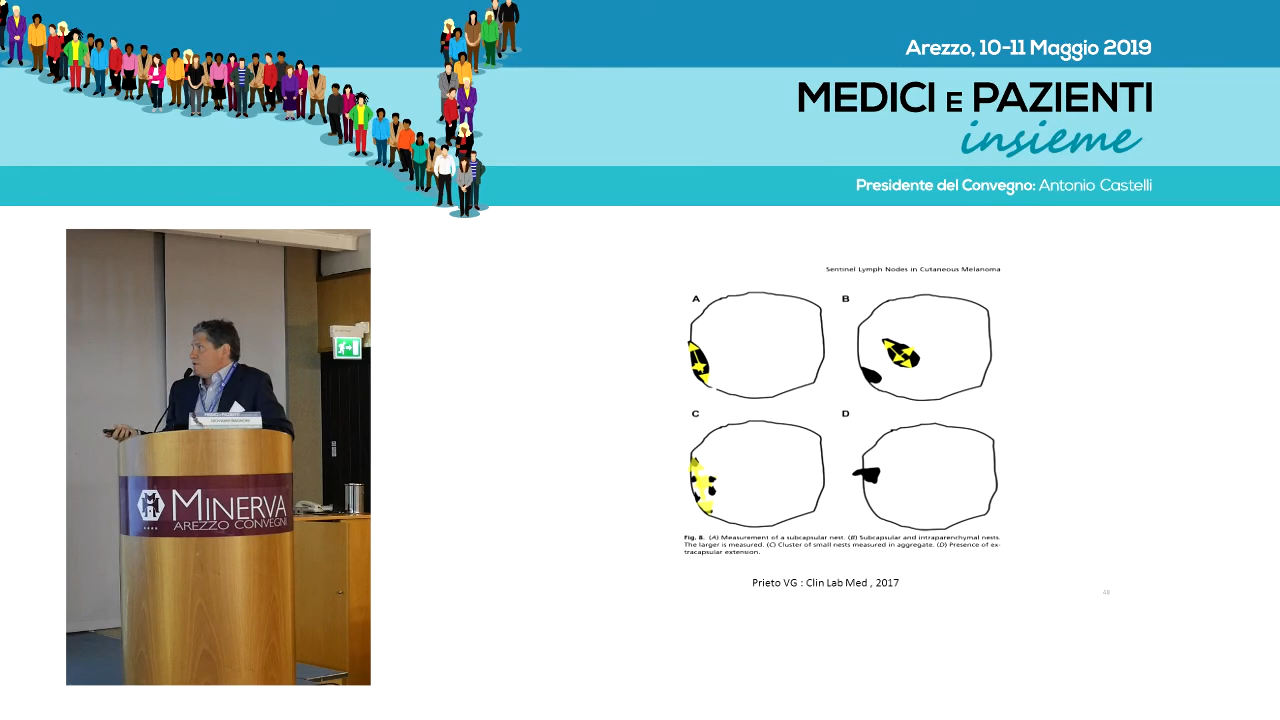 Arezzo, 10-11 Maggio 2019
MEDICI E PAZIENTI
insieme
Presidente del Convegno: Antonio Castelli
MINERVA
AREZZO CONVEGNI
Sentinel Lymph Nodes in Cutaneous Melanoma
A
B
C
D
Fig. 8. (A) Measurement of a subcapsular nest. (B) Subcapsular and intraparenchymal nests.
The larger is measured. (C) Cluster of small nests measured in aggregate. (D) Presence of ex-
tracapsular extension.
Prieto VG : Clin Lab Med , 2017
48